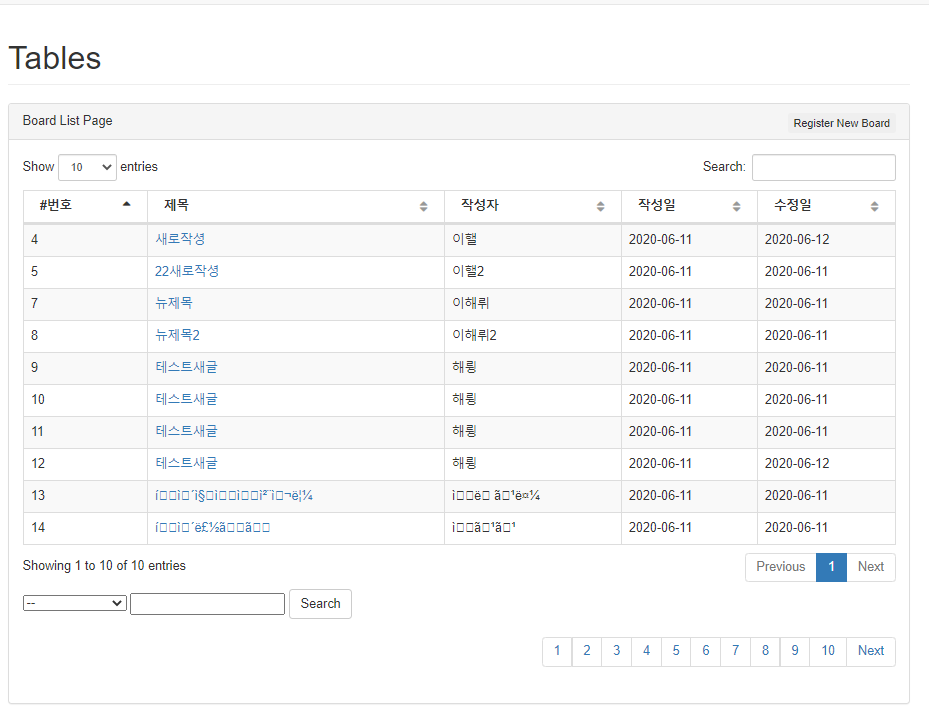 Tables
Board List Page Register New Board
Show 10 entries Search:
#번호 제목 작성자 작성일 수정일
4 새로작성 이핼 2020-06-11 2020-06-12
5 22새로작성 이핼2 2020-06-11 2020-06-11
7 뉴제목 이해뤼 2020-06-11 2020-06-11
8 뉴제목2 이해뤼2 2020-06-11 2020-06-11
9 테스트새글 해륑 2020-06-11 2020-06-11
10 테스트새글 해륑 2020-06-11 2020-06-11
11 테스트새글 해륑 2020-06-11 2020-06-11
12 테스트새글 해륑 2020-06-11 2020-06-12
13 2020-06-11 2020-06-11
14 2020-06-11 2020-06-11
Showing 1 to 10 of 10 entries Previous 1 Next
-- Search
1 2 3 4 5 6 7 8 9 10 Next